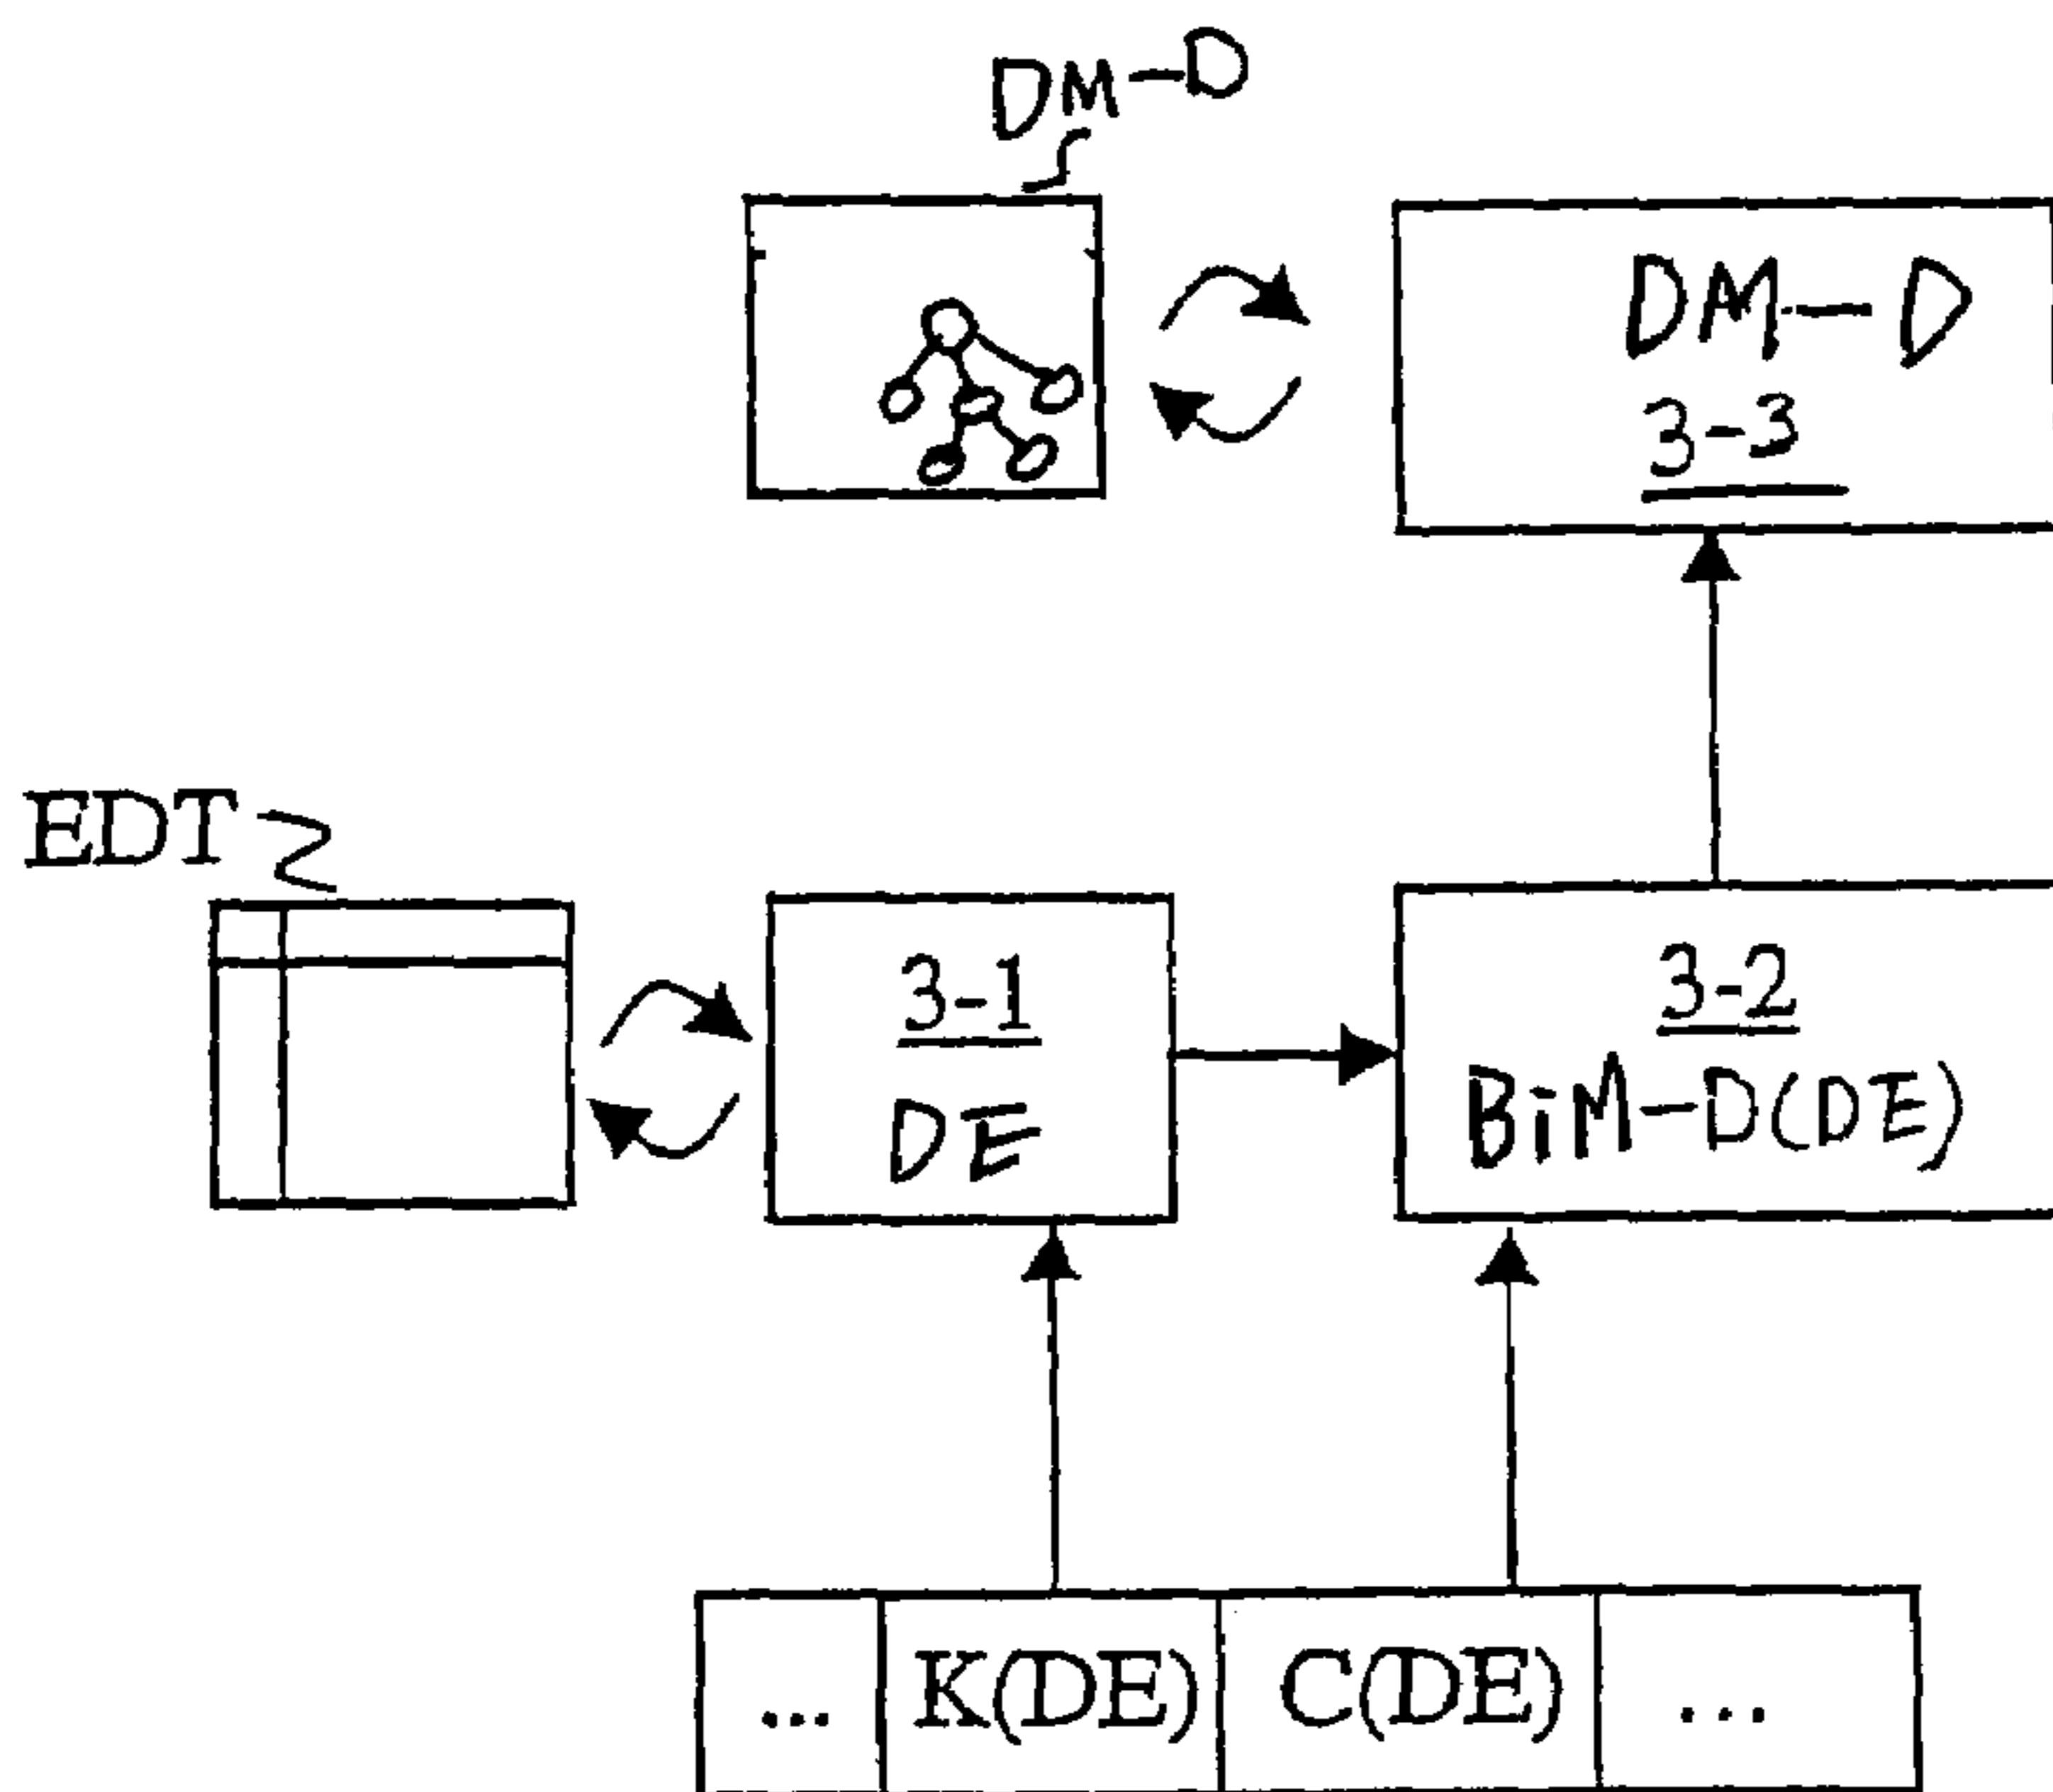 DM-D
DM-D
3-3
EDT
3-1
DE
3-2
BiM-D(DE)
... K(DE) C(DE) ...